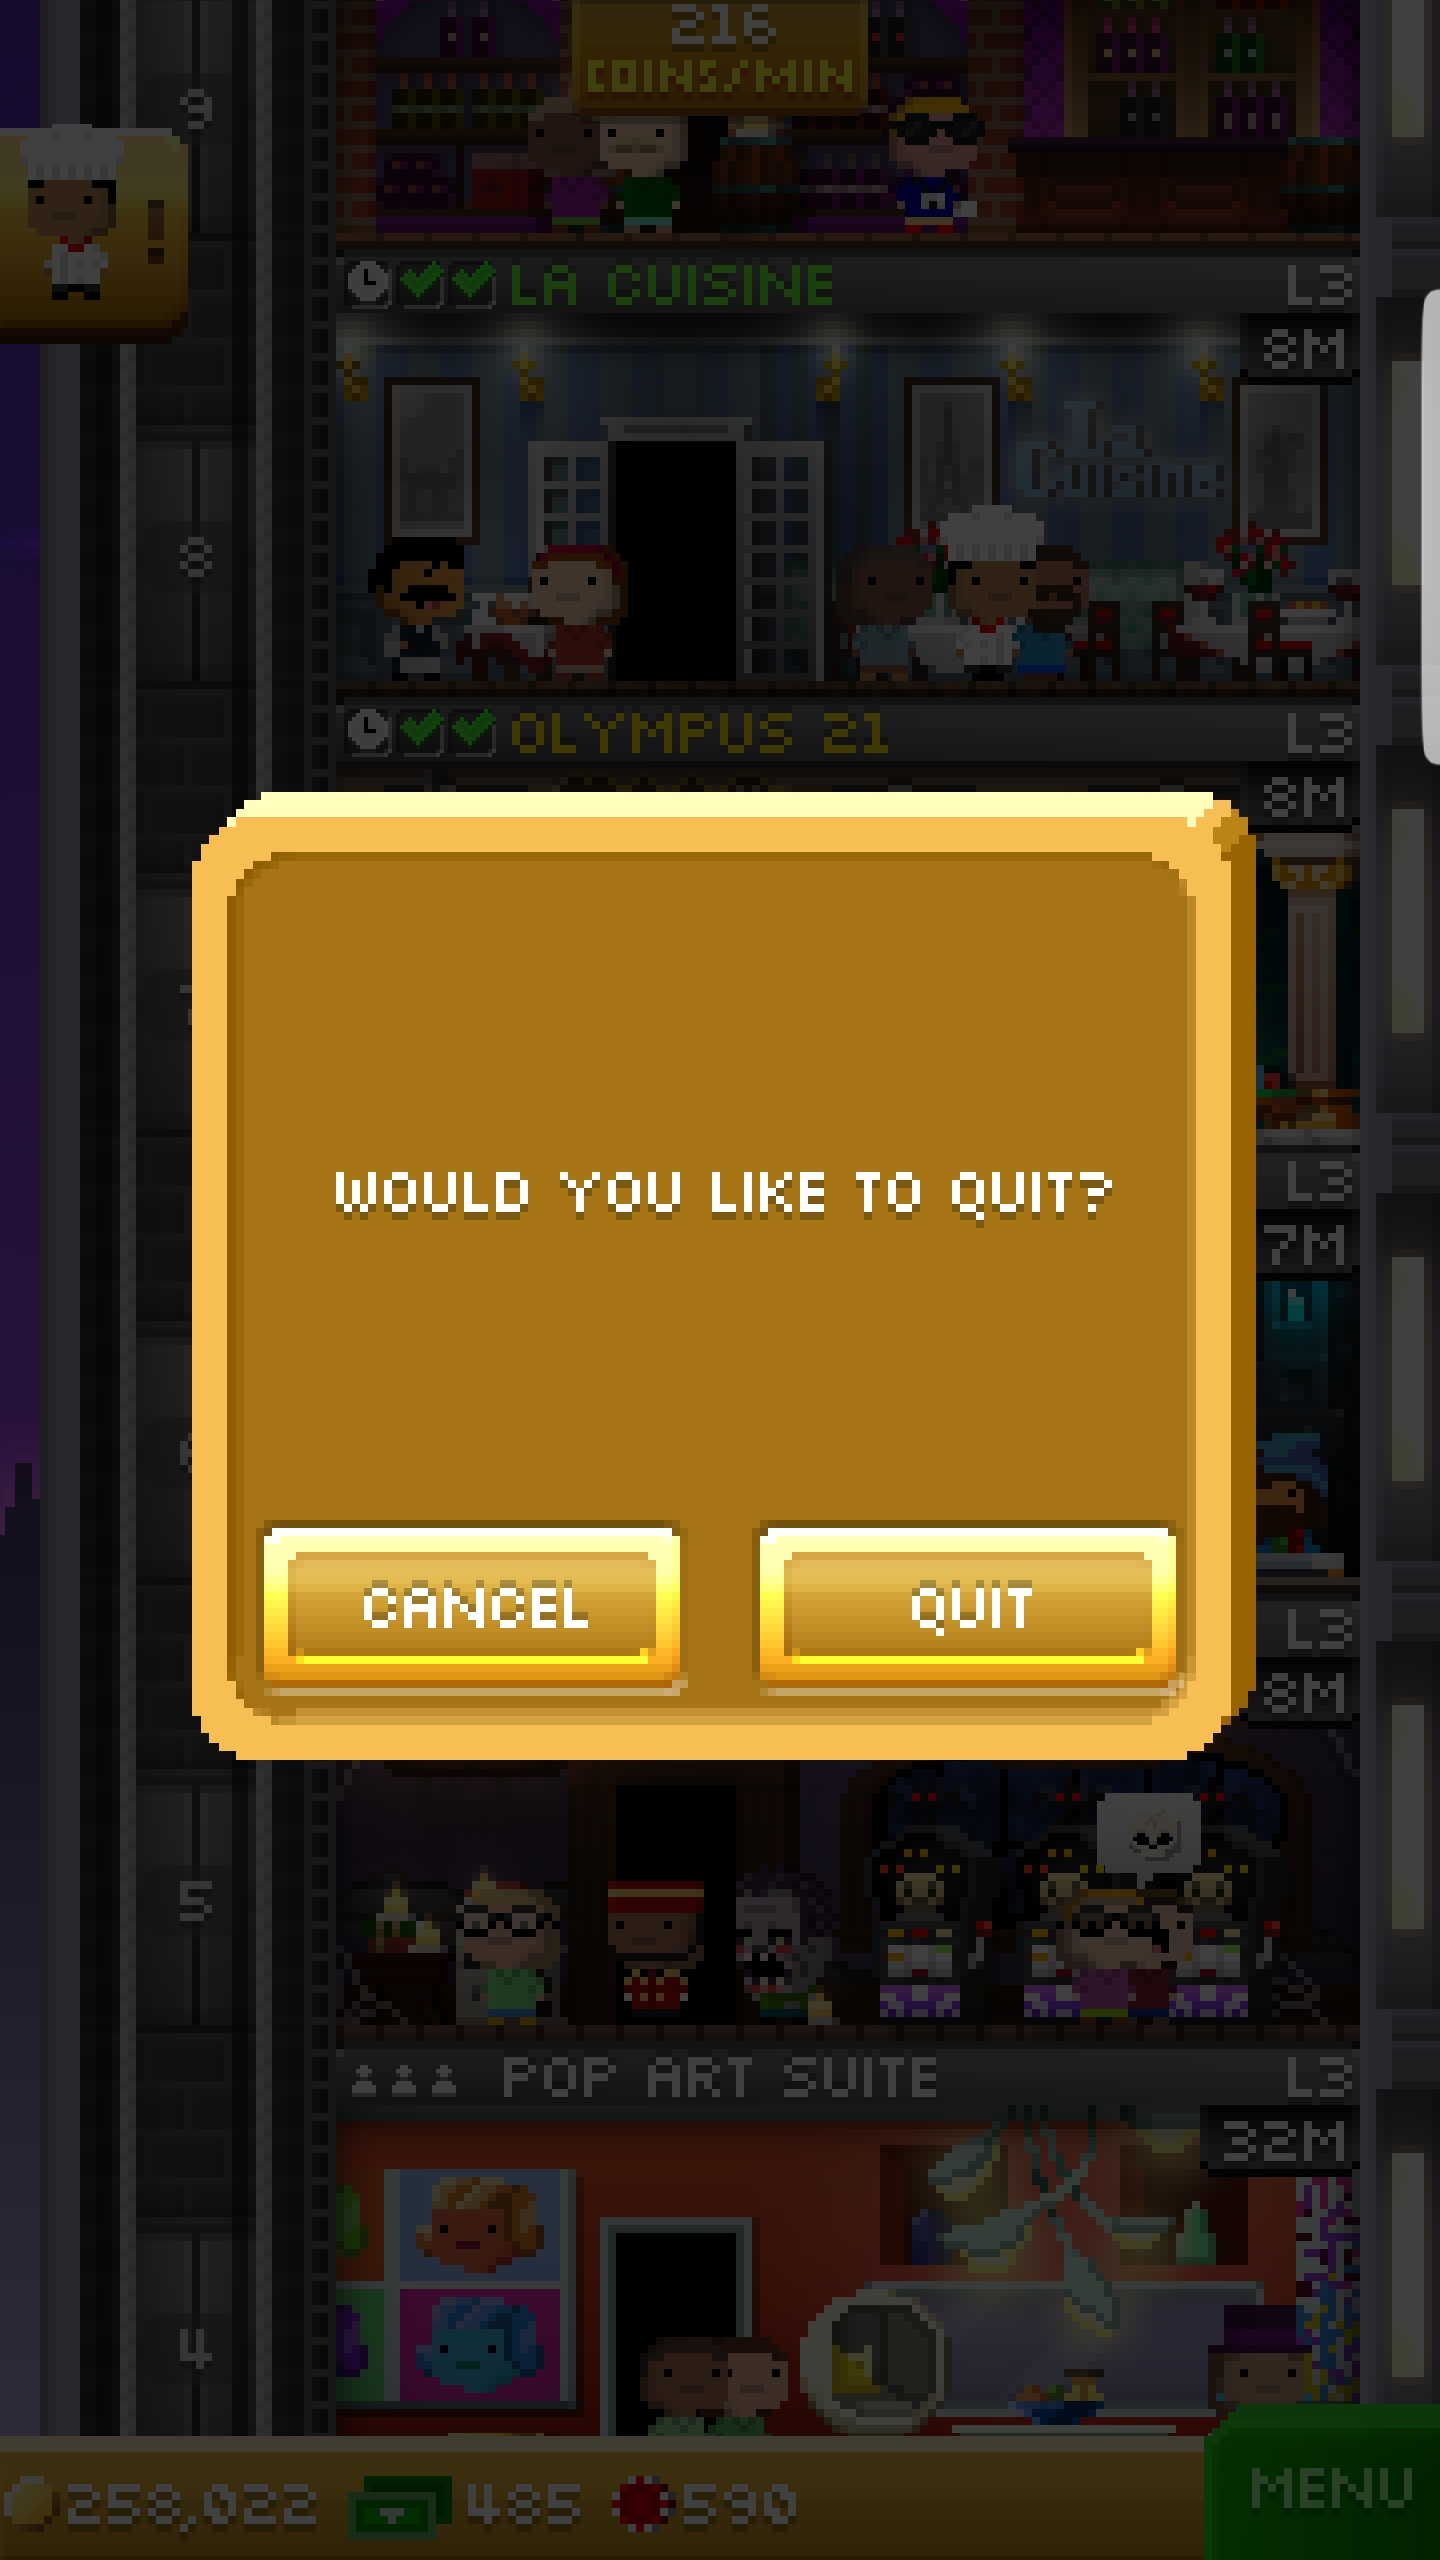 216
COINS/MIN
9
LA CUISINE L3
8M
La
Cuisine
8
OLYMPUS 21 L3
8M
L3
7M
WOULD YOU LIKE TO QUIT?
CANCEL QUIT
L3
8M
5
POP ART SUITE L3
32M
4
258,022 485 590
MENU